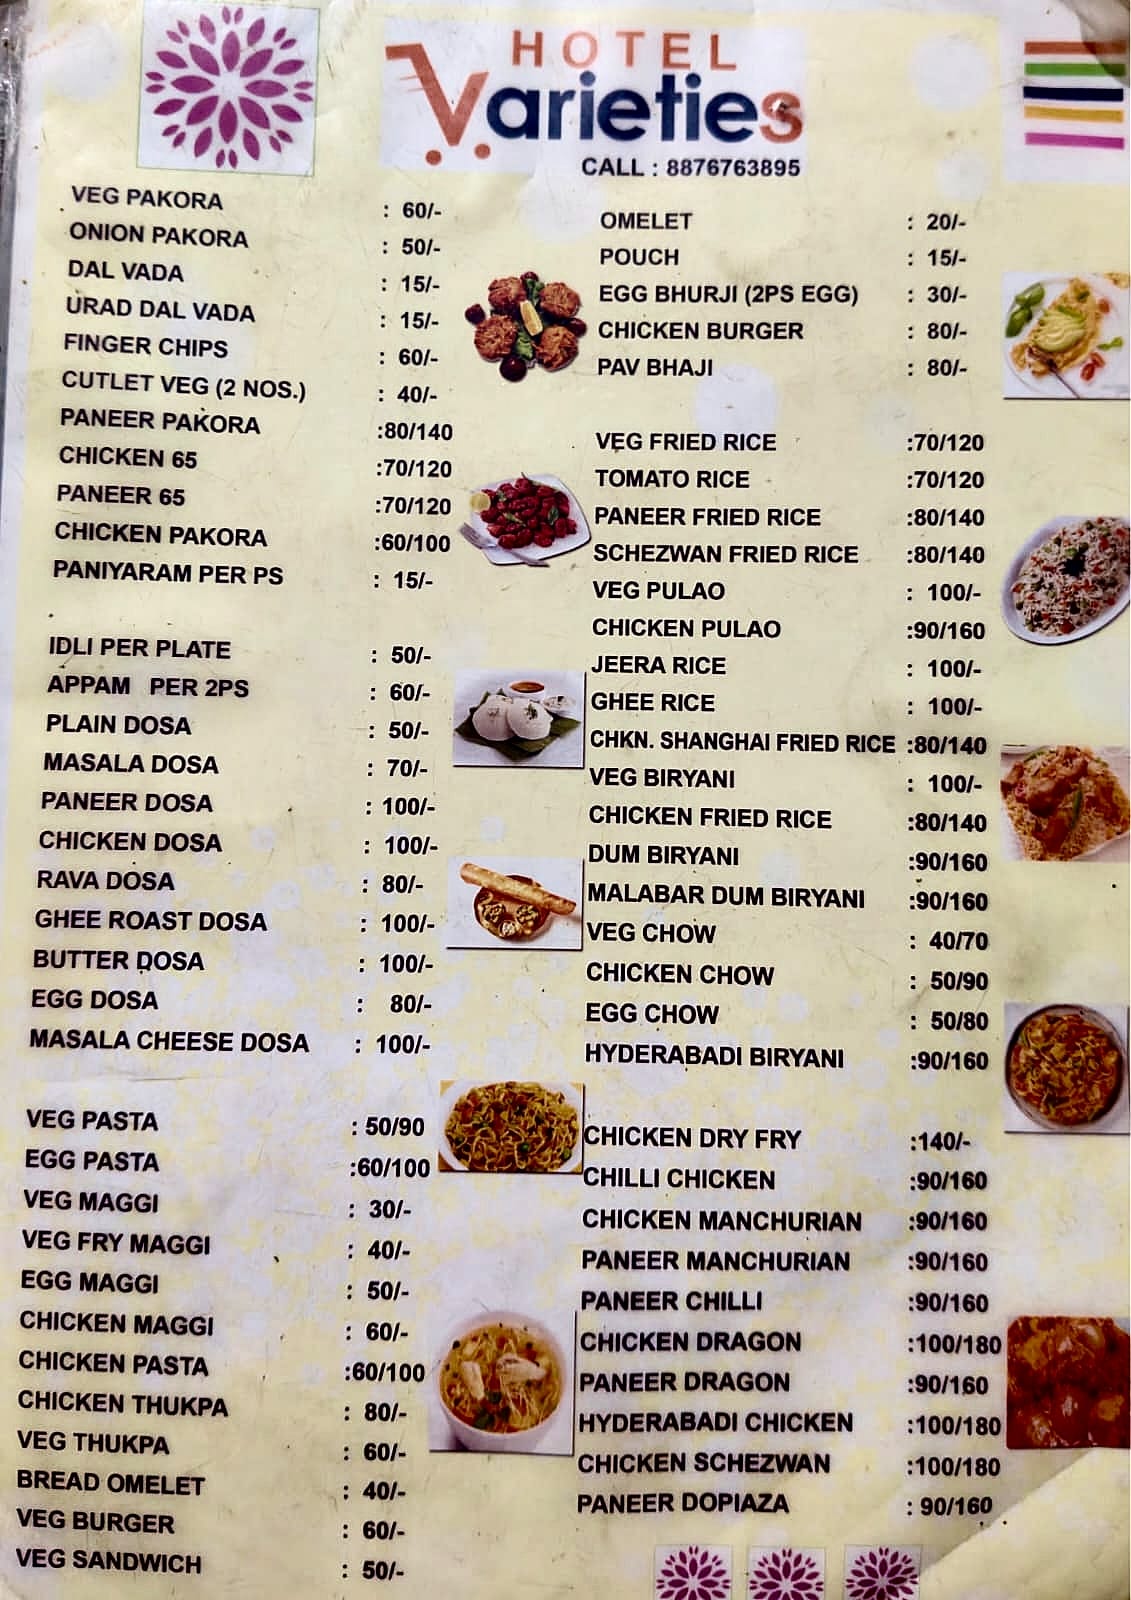 HOTEL
Varieties
CALL : 8876763895
VEG PAKORA : 60/-
ONION PAKORA : 50/-
DAL VADA : 15/-
URAD DAL VADA : 15/-
FINGER CHIPS : 60/-
CUTLET VEG (2 NOS.) : 40/-
PANEER PAKORA :80/140
CHICKEN 65 :70/120
PANEER 65 :70/120
CHICKEN PAKORA :60/100
PANIYARAM PER PS : 15/-
IDLI PER PLATE : 50/-
APPAM PER 2PS : 60/-
PLAIN DOSA : 50/-
MASALA DOSA : 70/-
PANEER DOSA : 100/-
CHICKEN DOSA : 100/-
RAVA DOSA : 80/-
GHEE ROAST DOSA : 100/-
BUTTER DOSA : 100/-
EGG DOSA : 80/-
MASALA CHEESE DOSA : 100/-
VEG PASTA : 50/90
EGG PASTA :60/100
VEG MAGGI : 30/-
VEG FRY MAGGI : 40/-
EGG MAGGI : 50/-
CHICKEN MAGGI : 60/-
CHICKEN PASTA :60/100
CHICKEN THUKPA : 80/-
VEG THUKPA : 60/-
BREAD OMELET : 40/-
VEG BURGER : 60/-
VEG SANDWICH : 50/-
OMELET : 20/-
POUCH : 15/-
EGG BHURJI (2PS EGG) : 30/-
CHICKEN BURGER : 80/-
PAV BHAJI : 80/-
VEG FRIED RICE :70/120
TOMATO RICE :70/120
PANEER FRIED RICE :80/140
SCHEZWAN FRIED RICE :80/140
VEG PULAO : 100/-
CHICKEN PULAO :90/160
JEERA RICE : 100/-
GHEE RICE : 100/-
CHKN. SHANGHAI FRIED RICE :80/140
VEG BIRYANI : 100/-
CHICKEN FRIED RICE :80/140
DUM BIRYANI :90/160
MALABAR DUM BIRYANI :90/160
VEG CHOW : 40/70
CHICKEN CHOW : 50/90
EGG CHOW : 50/80
HYDERABADI BIRYANI :90/160
CHICKEN DRY FRY :140/-
CHILLI CHICKEN :90/160
CHICKEN MANCHURIAN :90/160
PANEER MANCHURIAN :90/160
PANEER CHILLI :90/160
CHICKEN DRAGON :100/180
PANEER DRAGON :90/160
HYDERABADI CHICKEN :100/180
CHICKEN SCHEZWAN :100/180
PANEER DOPIAZA : 90/160